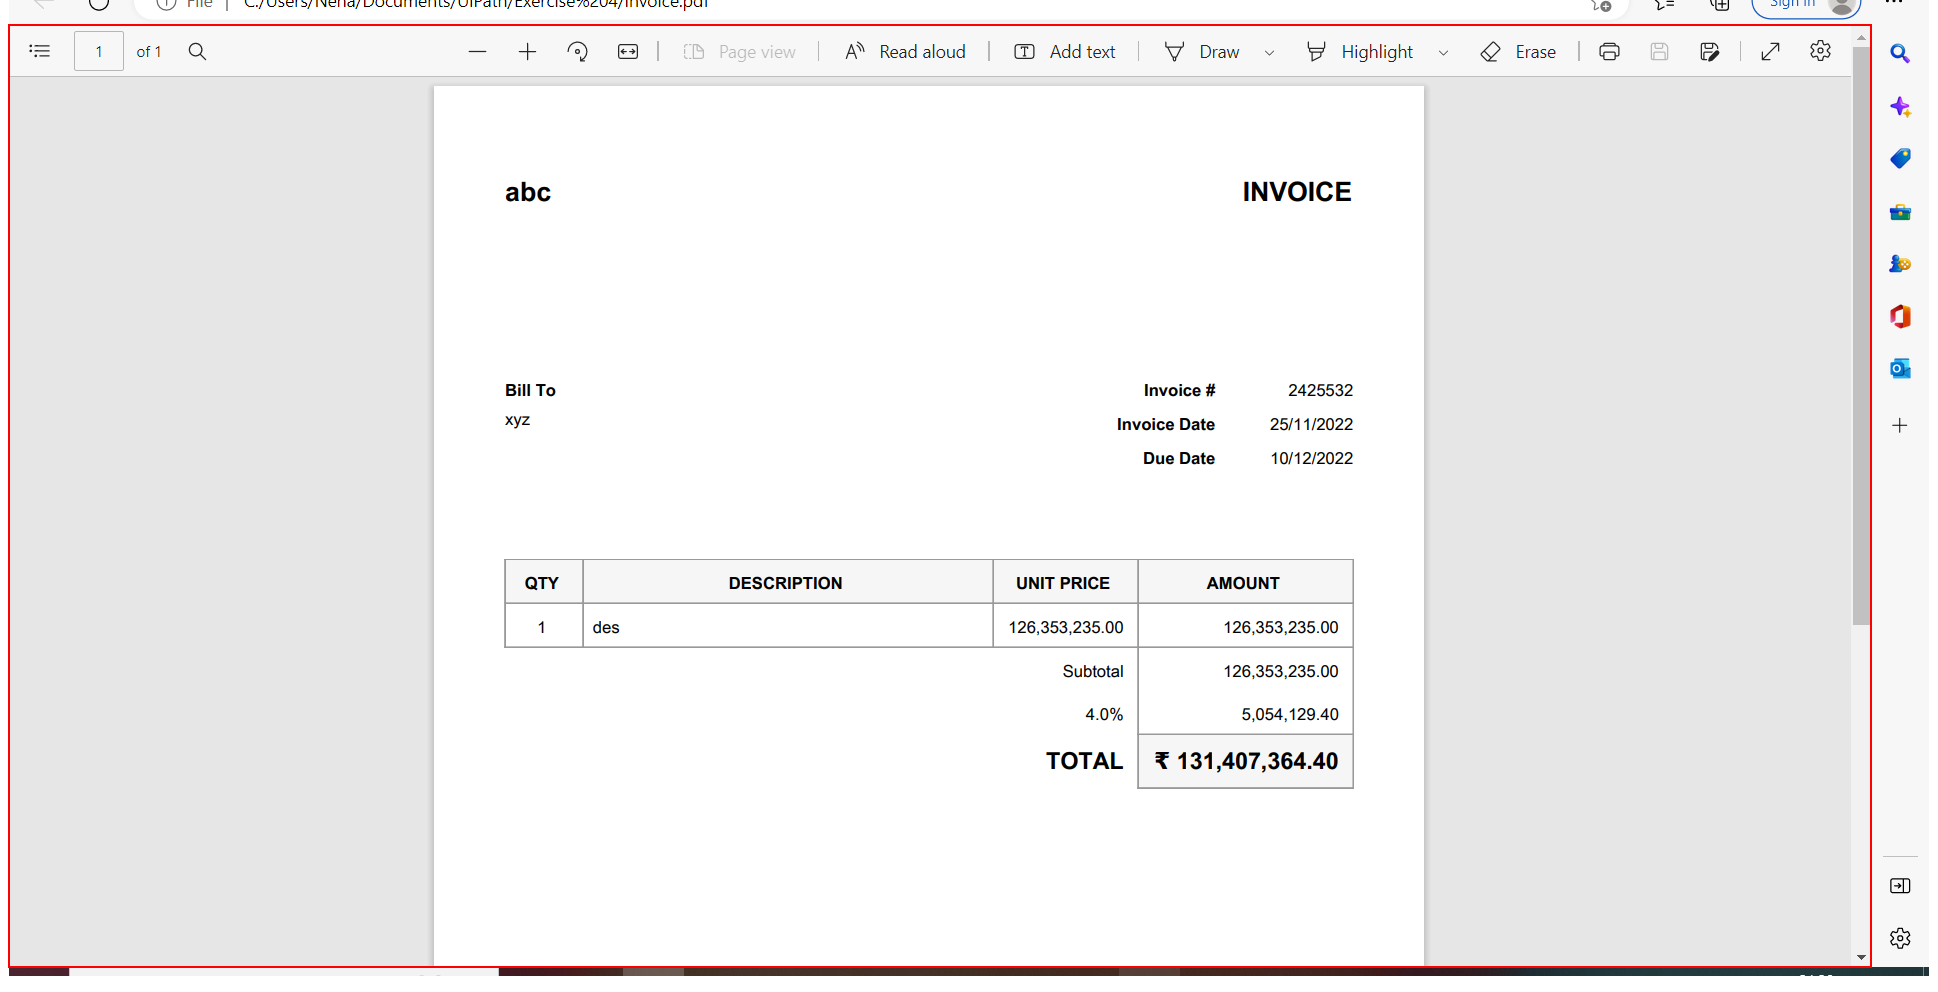 File | C:/Users/Neha/Documents/UiPath/Exercise%204/Invoice.pdf
Sign in
1 of 1
Page view
Read aloud
Add text
Draw
Highlight
Erase
abc
INVOICE
Bill To
xyz
Invoice # 2425532
Invoice Date 25/11/2022
Due Date 10/12/2022
QTY DESCRIPTION UNIT PRICE AMOUNT
1 des 126,353,235.00 126,353,235.00
Subtotal 126,353,235.00
4.0% 5,054,129.40
TOTAL ₹ 131,407,364.40